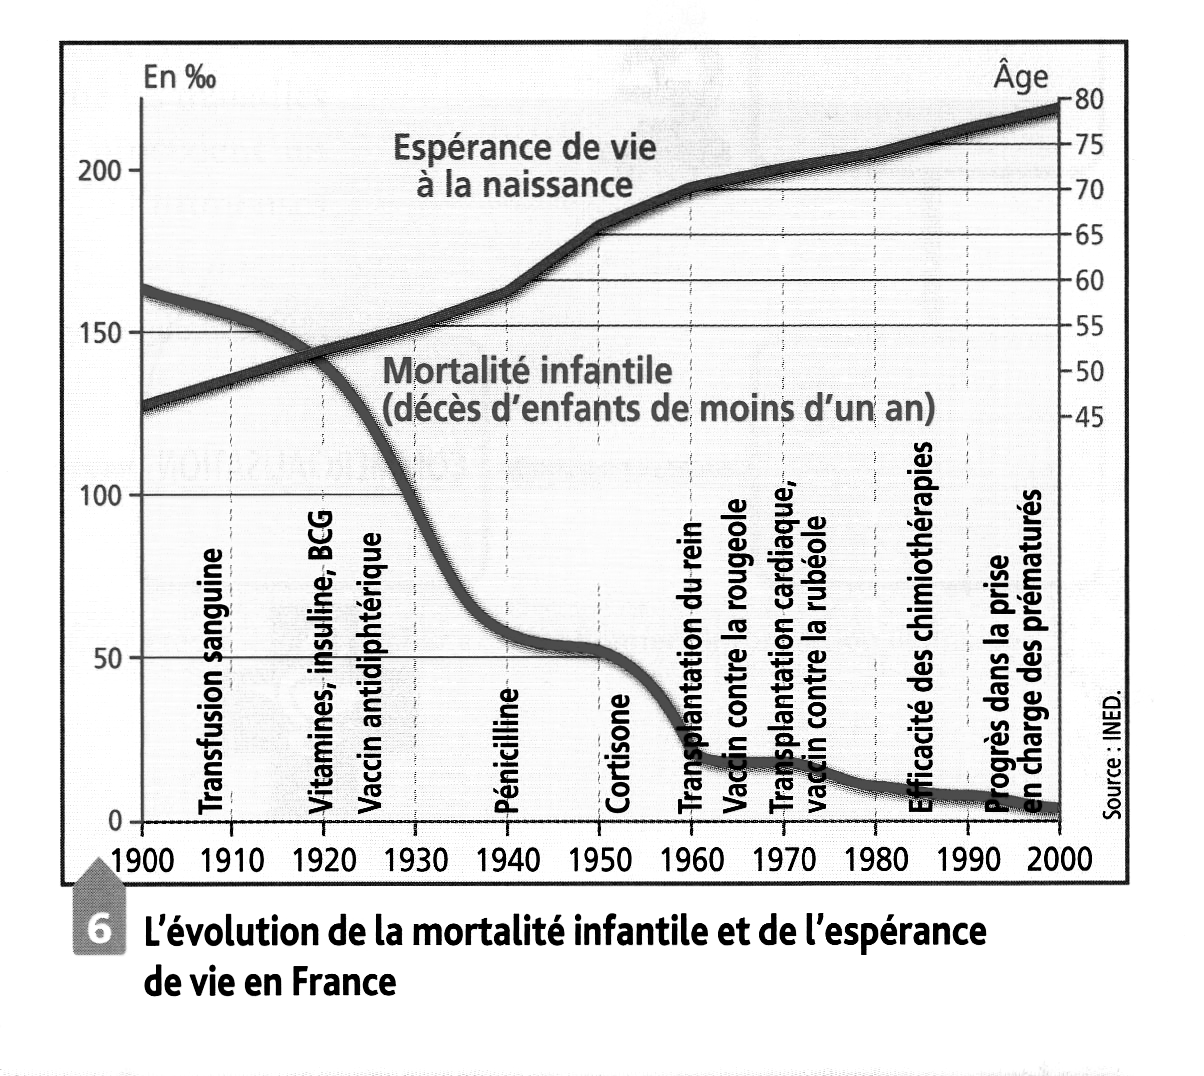 En ‰
Âge
200
150
100
50
0
80
75
70
65
60
55
50
45
Espérance de vie
à la naissance
Mortalité infantile
(décès d’enfants de moins d’un an)
Transfusion sanguine
Vitamines, insuline, BCG
Vaccin antidiphtérique
Pénicilline
Cortisone
Transplantation du rein
Vaccin contre la rougeole
Transplantation cardiaque,
vaccin contre la rubéole
Efficacité des chimiothérapies
Progrès dans la prise
en charge des prématurés
Source : INED.
1900 1910 1920 1930 1940 1950 1960 1970 1980 1990 2000
6
L’évolution de la mortalité infantile et de l’espérance
de vie en France